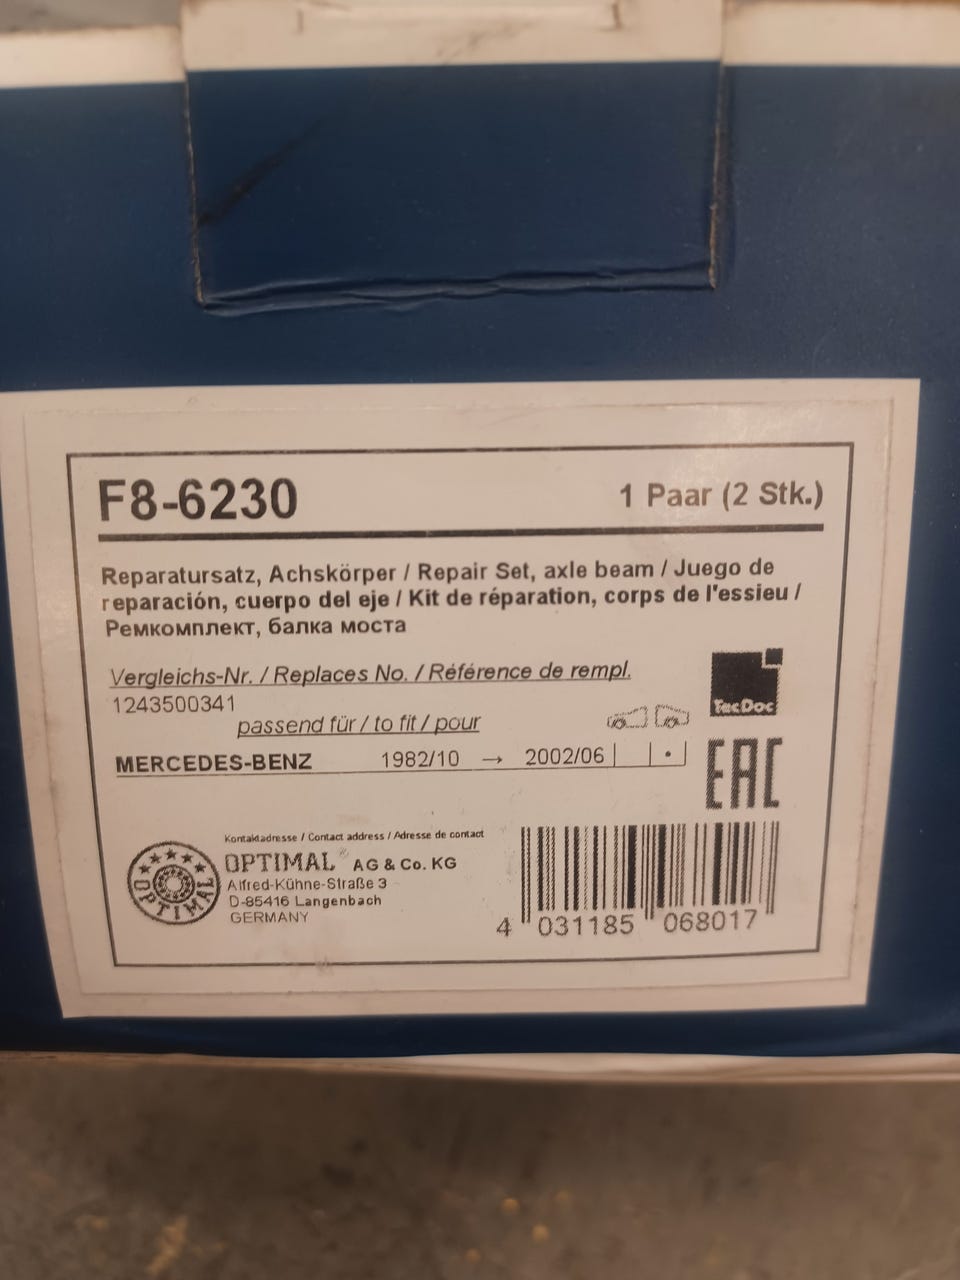 F8-6230
1 Paar (2 Stk.)
Reparatursatz, Achskörper / Repair Set, axle beam / Juego de
reparación, cuerpo del eje / Kit de réparation, corps de l'essieu /
Ремкомплект, балка моста
Vergleichs-Nr. / Replaces No. / Référence de rempl.
1243500341
passend für / to fit / pour
MERCEDES-BENZ 1982/10 → 2002/06
TecDoc
EAC
Kontaktadresse / Contact address / Adresse de contact
OPTIMAL® AG & Co. KG
Alfred-Kühne-Straße 3
D-85416 Langenbach
GERMANY
OPTIMAL
4 031185 068017